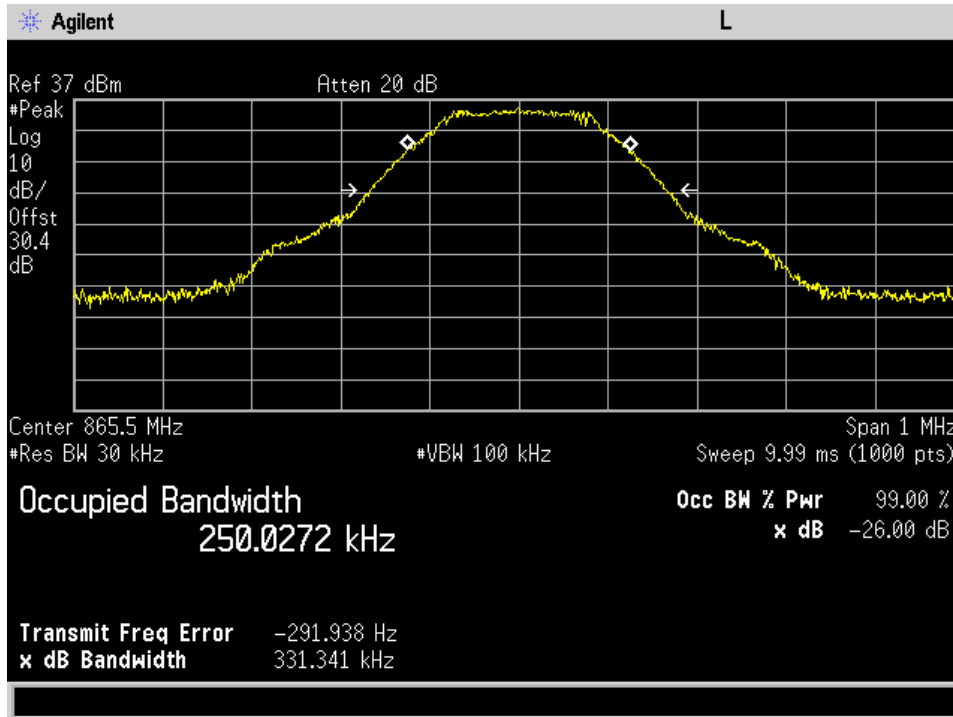 Agilent L
Ref 37 dBm Atten 20 dB
#Peak
Log
10
dB/
Offst
30.4
dB
Center 865.5 MHz Span 1 MHz
#Res BW 30 kHz #VBW 100 kHz Sweep 9.99 ms (1000 pts)
Occupied Bandwidth Occ BW % Pwr 99.00 %
250.0272 kHz x dB -26.00 dB
Transmit Freq Error -291.938 Hz
x dB Bandwidth 331.341 kHz